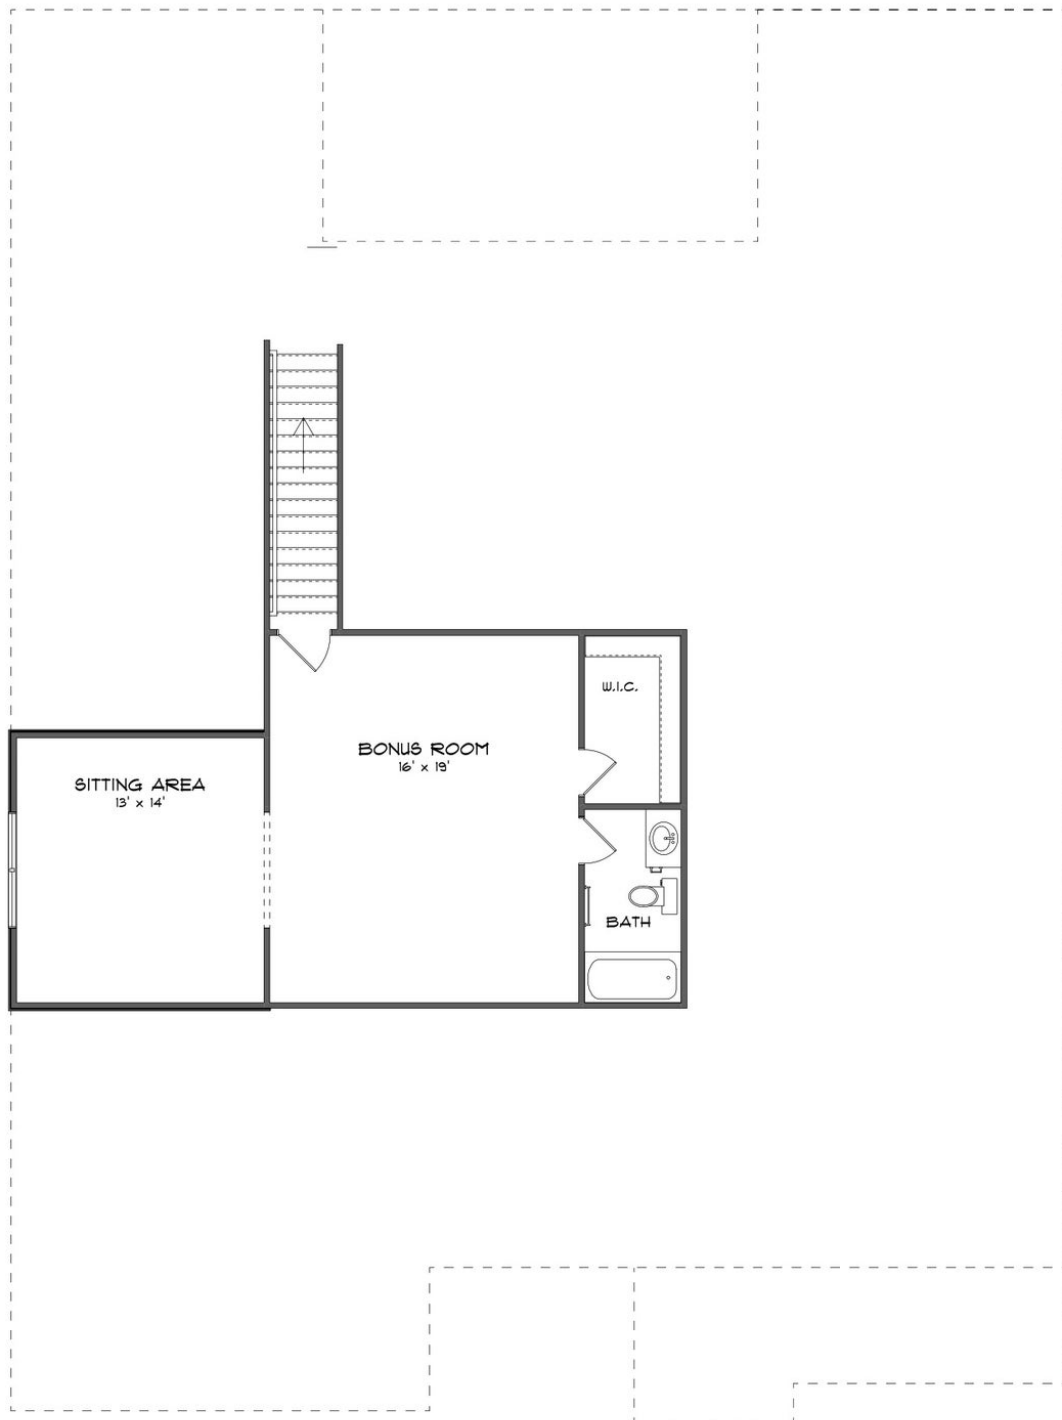 W.I.C.
BONUS ROOM
16' x 19'
SITTING AREA
13' x 14'
BATH